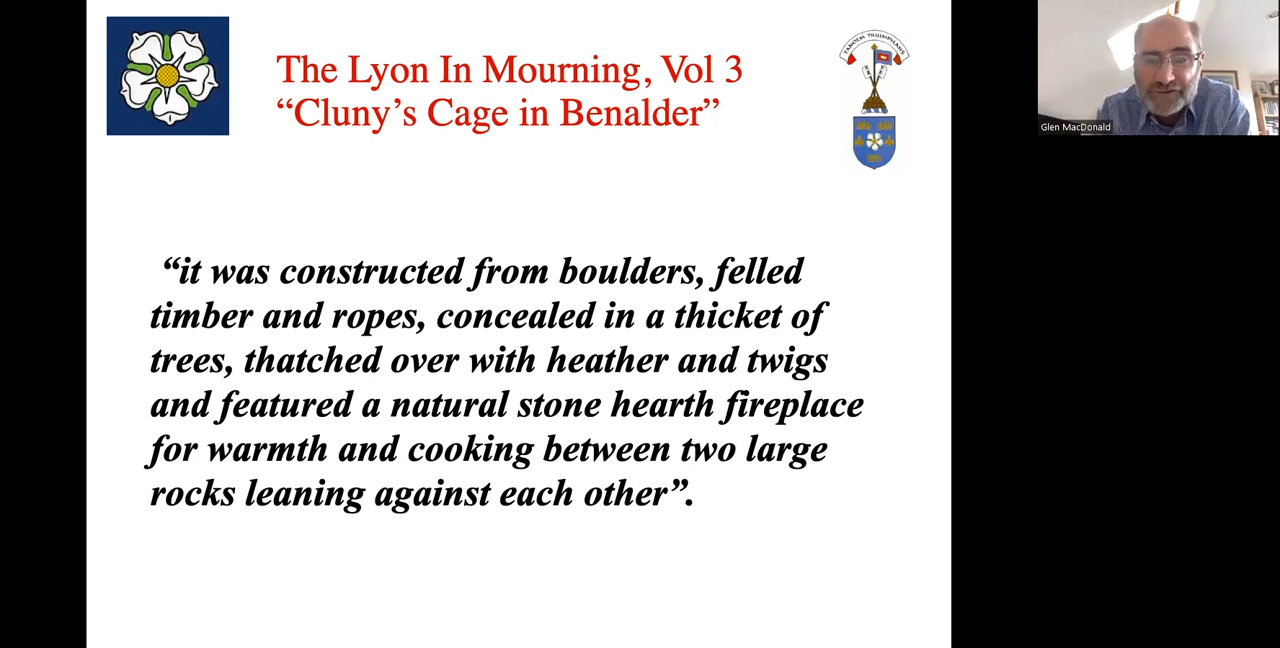 The Lyon In Mourning, Vol 3
“Cluny’s Cage in Benalder”
TANDEM TRIUMPHANS
Glen MacDonald
“it was constructed from boulders, felled
timber and ropes, concealed in a thicket of
trees, thatched over with heather and twigs
and featured a natural stone hearth fireplace
for warmth and cooking between two large
rocks leaning against each other”.